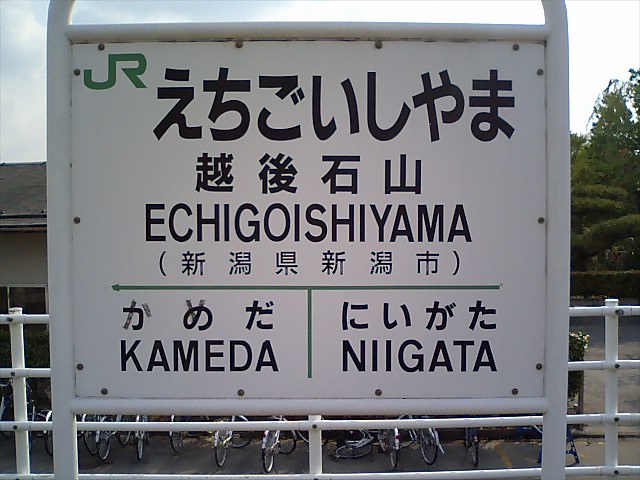 JR えちごいしやま
越後石山
ECHIGOISHIYAMA
(新潟県新潟市)
かめだ にいがた
KAMEDA NIIGATA